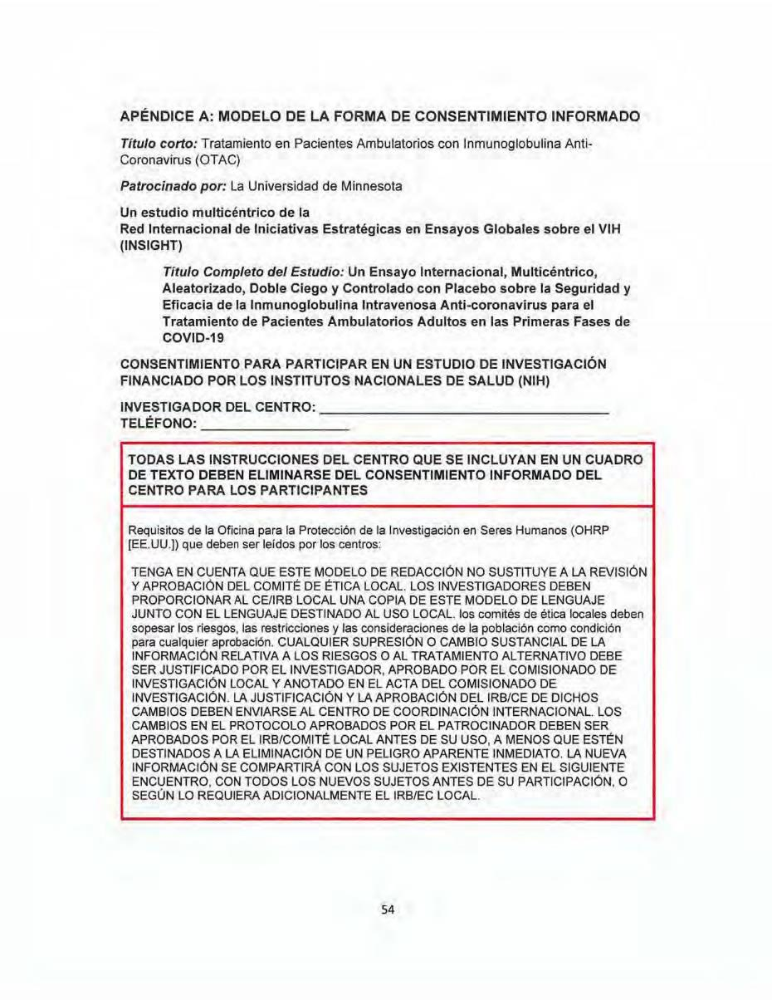 APÉNDICE A: MODELO DE LA FORMA DE CONSENTIMIENTO INFORMADO
Título corto: Tratamiento en Pacientes Ambulatorios con Inmunoglobulina Anti-
Coronavirus (OTAC)
Patrocinado por: La Universidad de Minnesota
Un estudio multicéntrico de la
Red Internacional de Iniciativas Estratégicas en Ensayos Globales sobre el VIH
(INSIGHT)
Título Completo del Estudio: Un Ensayo Internacional, Multicéntrico,
Aleatorizado, Doble Ciego y Controlado con Placebo sobre la Seguridad y
Eficacia de la Inmunoglobulina Intravenosa Anti-coronavirus para el
Tratamiento de Pacientes Ambulatorios Adultos en las Primeras Fases de
COVID-19
CONSENTIMIENTO PARA PARTICIPAR EN UN ESTUDIO DE INVESTIGACIÓN
FINANCIADO POR LOS INSTITUTOS NACIONALES DE SALUD (NIH)
INVESTIGADOR DEL CENTRO: ______________________
TELÉFONO: ______________
TODAS LAS INSTRUCCIONES DEL CENTRO QUE SE INCLUYAN EN UN CUADRO
DE TEXTO DEBEN ELIMINARSE DEL CONSENTIMIENTO INFORMADO DEL
CENTRO PARA LOS PARTICIPANTES
Requisitos de la Oficina para la Protección de la Investigación en Seres Humanos (OHRP
[EE.UU.]) que deben ser leídos por los centros:
TENGA EN CUENTA QUE ESTE MODELO DE REDACCIÓN NO SUSTITUYE A LA REVISIÓN
Y APROBACIÓN DEL COMITÉ DE ÉTICA LOCAL. LOS INVESTIGADORES DEBEN
PROPORCIONAR AL CE/IRB LOCAL UNA COPIA DE ESTE MODELO DE LENGUAJE
JUNTO CON EL LENGUAJE DESTINADO AL USO LOCAL. los comités de ética locales deben
sopesar los riesgos, las restricciones y las consideraciones de la población como condición
para cualquier aprobación. CUALQUIER SUPRESIÓN O CAMBIO SUSTANCIAL DE LA
INFORMACIÓN RELATIVA A LOS RIESGOS O AL TRATAMIENTO ALTERNATIVO DEBE
SER JUSTIFICADO POR EL INVESTIGADOR, APROBADO POR EL COMISIONADO DE
INVESTIGACIÓN LOCAL Y ANOTADO EN EL ACTA DEL COMISIONADO DE
INVESTIGACIÓN. LA JUSTIFICACIÓN Y LA APROBACIÓN DEL IRB/CE DE DICHOS
CAMBIOS DEBEN ENVIARSE AL CENTRO DE COORDINACIÓN INTERNACIONAL. LOS
CAMBIOS EN EL PROTOCOLO APROBADOS POR EL PATROCINADOR DEBEN SER
APROBADOS POR EL IRB/COMITÉ LOCAL ANTES DE SU USO, A MENOS QUE ESTÉN
DESTINADOS A LA ELIMINACIÓN DE UN PELIGRO APARENTE INMEDIATO. LA NUEVA
INFORMACIÓN SE COMPARTIRÁ CON LOS SUJETOS EXISTENTES EN EL SIGUIENTE
ENCUENTRO, CON TODOS LOS NUEVOS SUJETOS ANTES DE SU PARTICIPACIÓN, O
SEGÚN LO REQUIERA ADICIONALMENTE EL IRB/EC LOCAL.
54